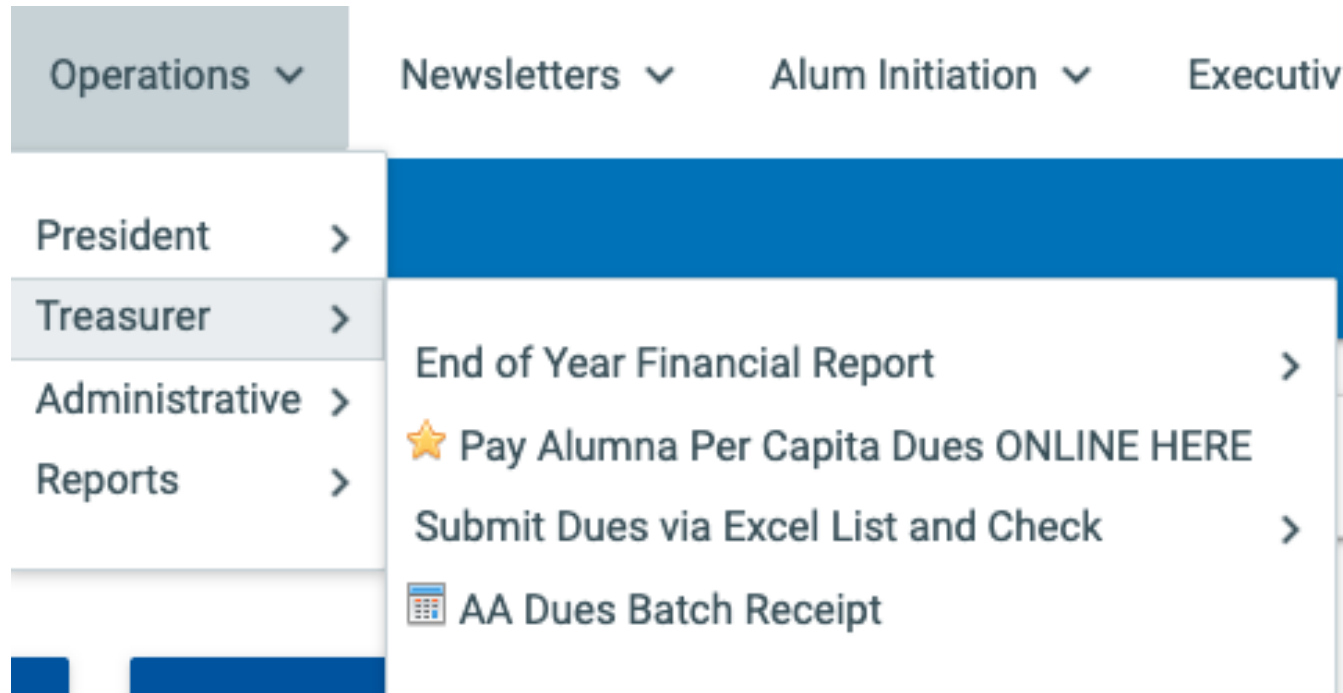 Operations
Newsletters
Alum Initiation
Executiv
President
Treasurer
Administrative
Reports
End of Year Financial Report
Pay Alumna Per Capita Dues ONLINE HERE
Submit Dues via Excel List and Check
AA Dues Batch Receipt